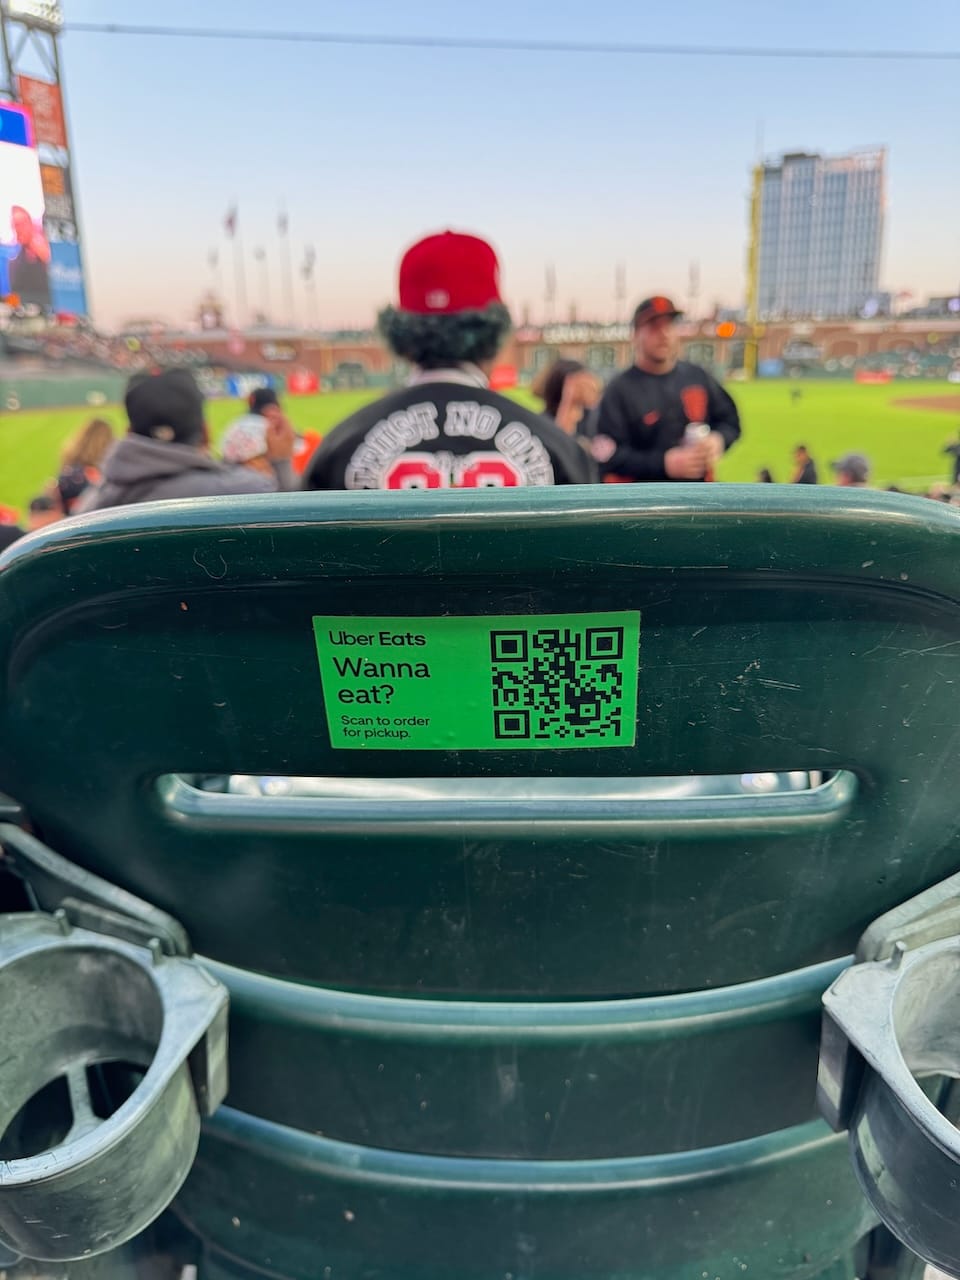 TRUST NO ONE
Uber Eats
Wanna
eat?
Scan to order
for pickup.